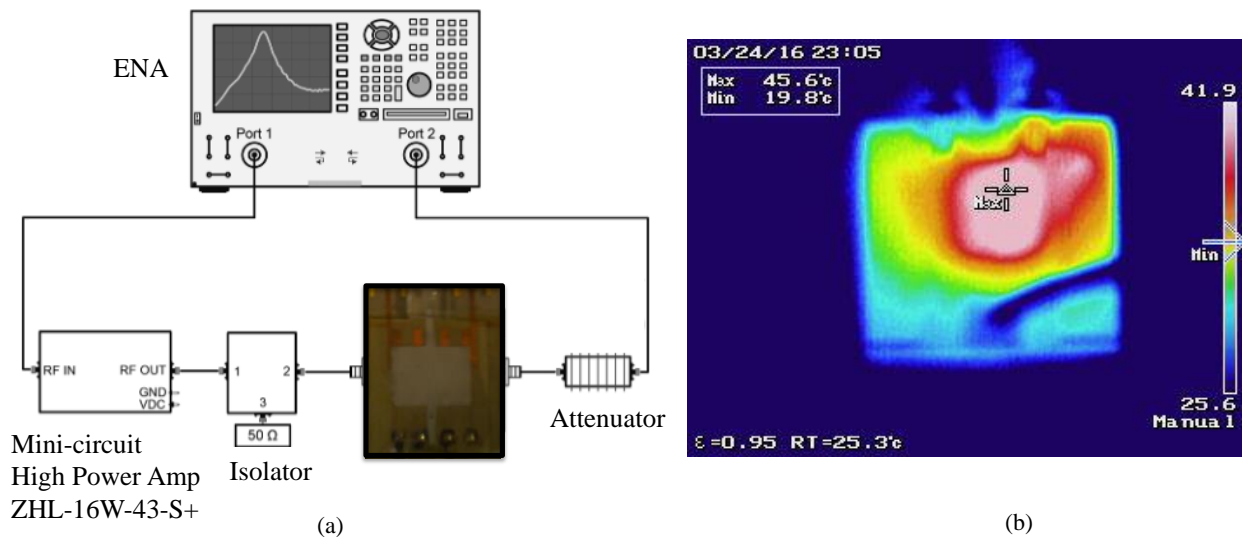 ENA
Port 1
Port 2
RF IN
RF OUT
GND
VDC
1
2
3
50 Ω
Mini-circuit
High Power Amp
ZHL-16W-43-S+
Isolator
Attenuator
(a)
03/24/16 23:05
Max 45.6℃
Min 19.8℃
41.9
Max
Min
25.6
Manual
ε=0.95 RT=25.3℃
(b)